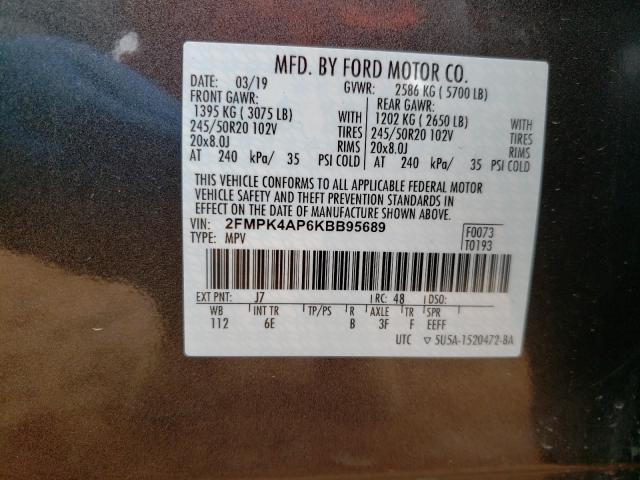 MFD. BY FORD MOTOR CO.
DATE: 03/19 GVWR: 2586 KG ( 5700 LB)
FRONT GAWR: REAR GAWR:
1395 KG ( 3075 LB) WITH 1202 KG ( 2650 LB) WITH
245/50R20 102V TIRES 245/50R20 102V TIRES
20x8.0J RIMS 20x8.0J RIMS
AT 240 kPa/ 35 PSI COLD AT 240 kPa/ 35 PSI COLD
THIS VEHICLE CONFORMS TO ALL APPLICABLE FEDERAL MOTOR
VEHICLE SAFETY AND THEFT PREVENTION STANDARDS IN
EFFECT ON THE DATE OF MANUFACTURE SHOWN ABOVE.
VIN: 2FMPK4AP6KBB95689 F0073
TYPE: MPV T0193
EXT PNT: J7 RC: 48 DSO:
WB INT TR TP/PS R AXLE TR SPR
112 6E B 3F F EEFF
UTC ▽ 5U5A-1520472-BA